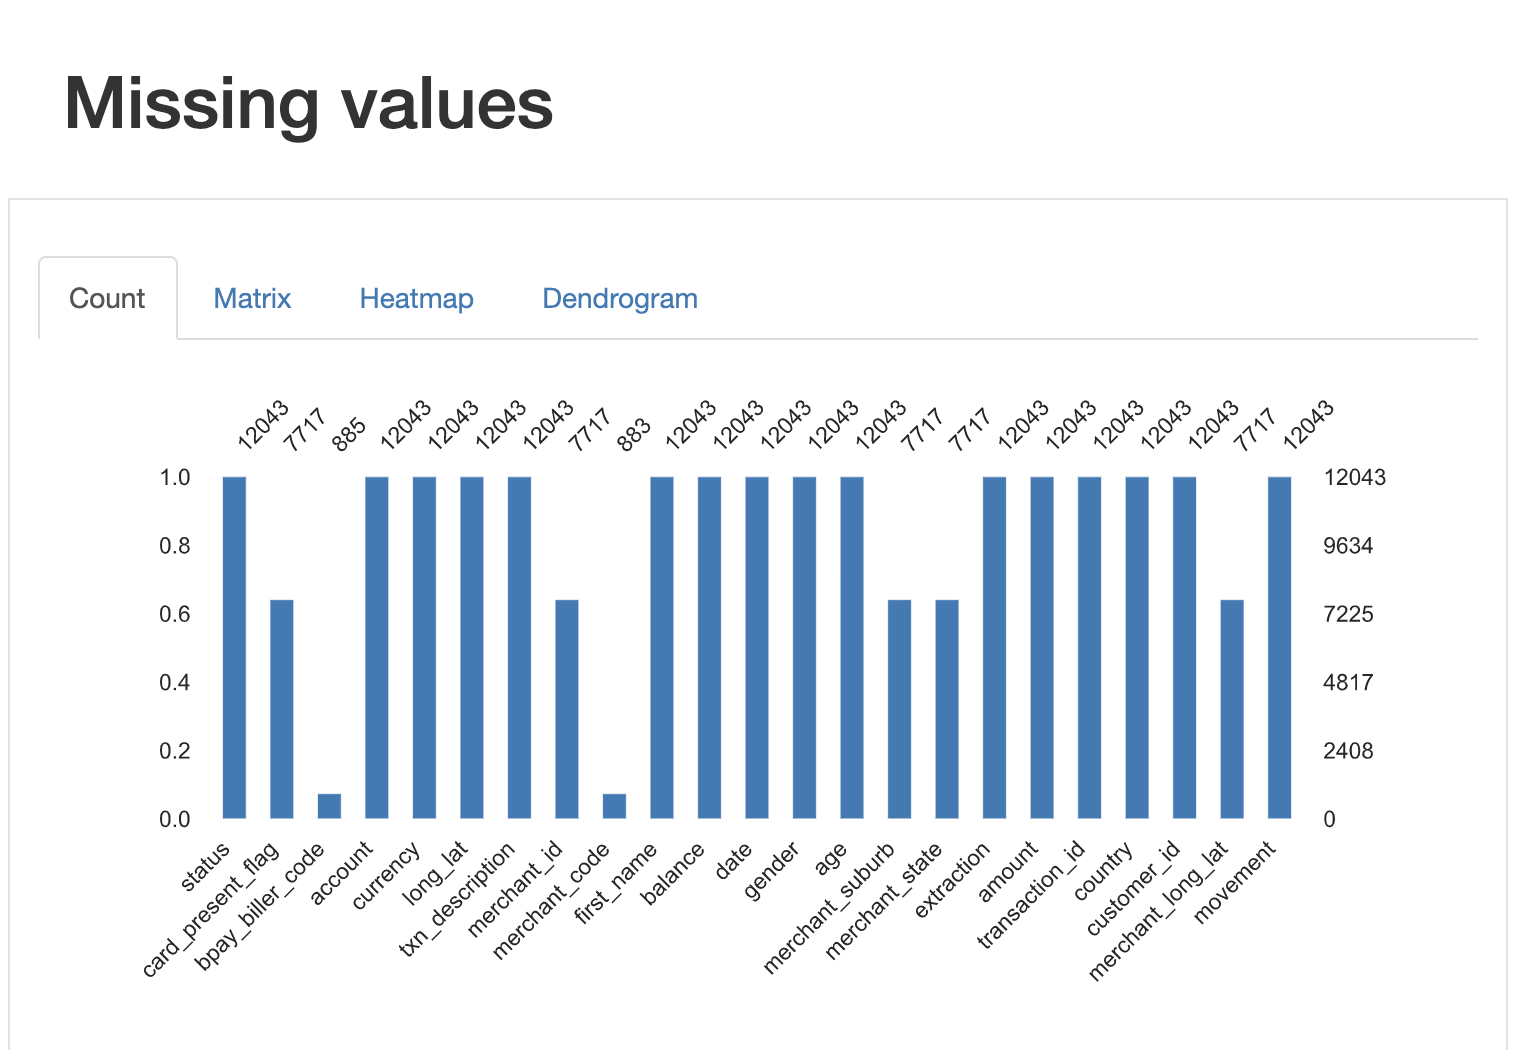 Missing values
Count Matrix Heatmap Dendrogram
12043 7717 885 12043 12043 12043 12043 7717 883 12043 12043 12043 12043 12043 7717 7717 12043 12043 12043 12043 12043 7717 12043
1.0 12043
0.8 9634
0.6 7225
0.4 4817
0.2 2408
0.0 0
status card_present_flag bpay_biller_code account currency long_lat txn_description merchant_id merchant_code first_name balance date gender age merchant_suburb merchant_state extraction amount transaction_id country customer_id merchant_long_lat movement